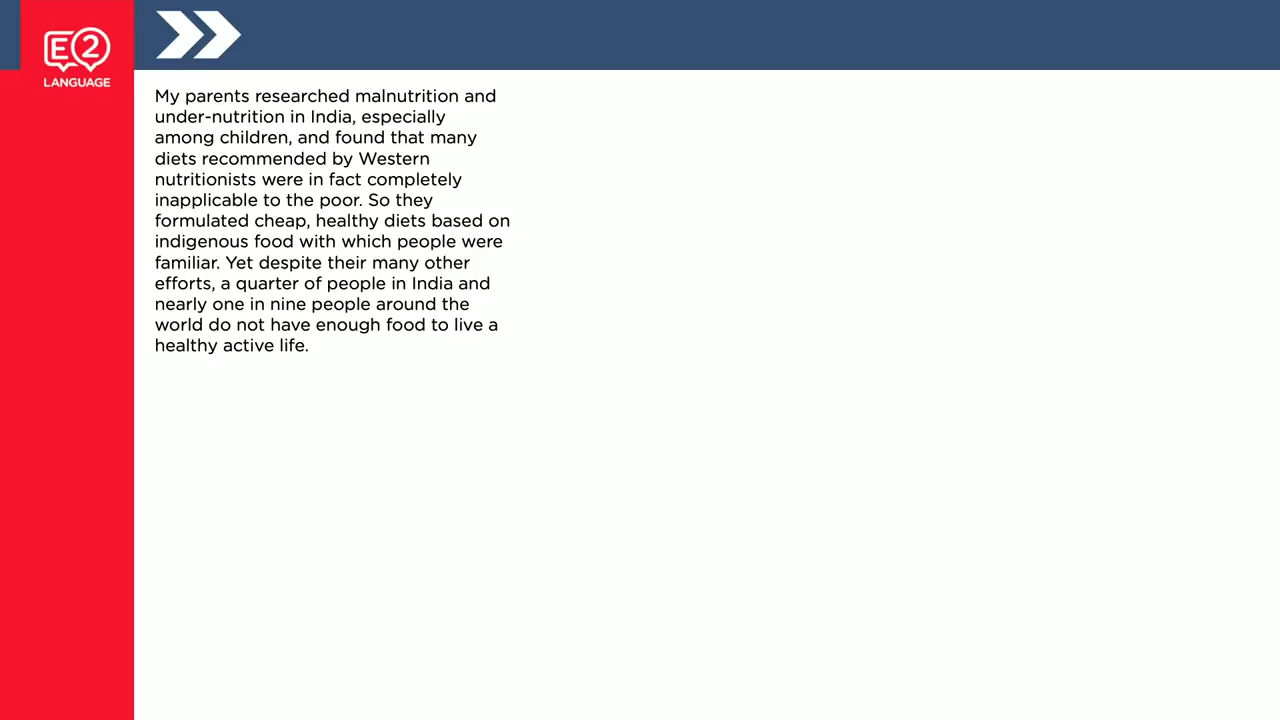 E2
LANGUAGE
My parents researched malnutrition and
under-nutrition in India, especially
among children, and found that many
diets recommended by Western
nutritionists were in fact completely
inapplicable to the poor. So they
formulated cheap, healthy diets based on
indigenous food with which people were
familiar. Yet despite their many other
efforts, a quarter of people in India and
nearly one in nine people around the
world do not have enough food to live a
healthy active life.